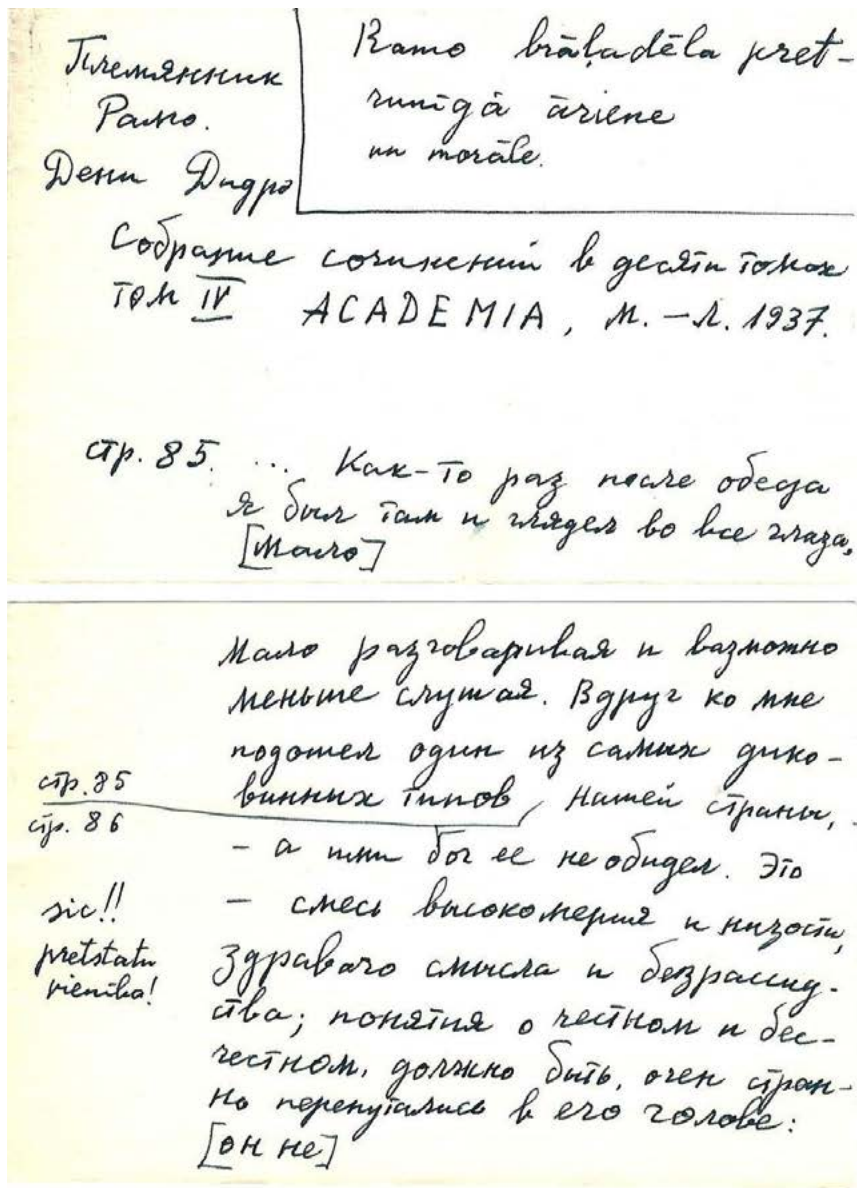 Племянник
Рамо.
Дени Дидро
Ramo brāļadēla pret-
runīgā āriene
un morāle.
Собрание сочинений в десяти томах
том IV ACADEMIA, М.-Л. 1937.
стр. 85. ... Как-то раз после обеда
я был там и глядел во все глаза,
[мало]
мало разговаривая и возможно
меньше слушая. Вдруг ко мне
подошел один из самых дико-
винных типов нашей страны,
стр. 85
стр. 86
- а ими бог ее не обидел. Это
- смесь высокомерия и низости,
sic!!
pretstatu
vienība!
здравого смысла и безрассуд-
ства; понятия о честном и бес-
честном, должно быть, очен стран-
но перепутались в его голове:
[он не]